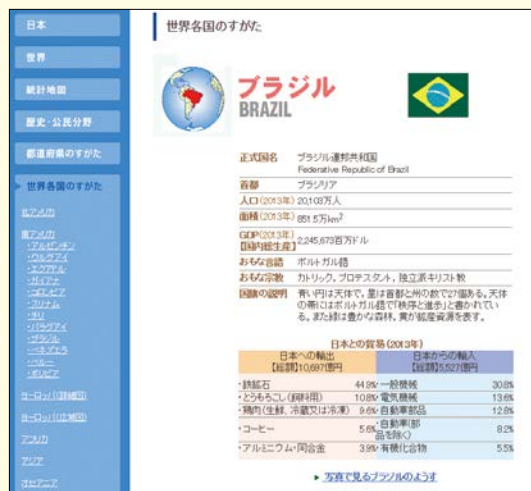 日本
世界
統計地図
歴史・公民分野
都道府県のすがた
世界各国のすがた
北アメリカ
南アメリカ
・アルゼンチン
・ウルグアイ
・エクアドル
・ガイアナ
・コロンビア
・スリナム
・チリ
・パラグアイ
・ブラジル
・ベネズエラ
・ペルー
・ボリビア
ヨーロッパ(詳細図)
ヨーロッパ(広域図)
アフリカ
アジア
オセアニア
世界各国のすがた
ブラジル
BRAZIL
正式国名 ブラジル連邦共和国
Federative Republic of Brazil
首都 ブラジリア
人口(2013年) 20,103万人
面積(2013年) 851.5万km²
GDP(2013年)
【国内総生産】 2,245,673百万ドル
おもな言語 ポルトガル語
おもな宗教 カトリック、プロテスタント、独立派キリスト教
国旗の説明 青い円は天体で、星は首都と州の数で27個ある。天体
の帯にはポルトガル語で「秩序と進歩」と書かれてい
る。また緑は豊かな森林、黄が鉱産資源を表す。
日本との貿易(2013年)
日本への輸出 日本からの輸入
【総額】10,697億円 【総額】5,527億円
・鉄鉱石 44.9% ・一般機械 30.8%
・とうもろこし(飼料用) 10.8% ・電気機械 13.6%
・鶏肉(生鮮、冷蔵又は冷凍) 9.6% ・自動車部品 12.8%
・コーヒー 5.6% ・自動車(部品を除く) 8.2%
・アルミニウム・同合金 3.9% ・有機化合物 5.5%
写真で見るブラジルのようす